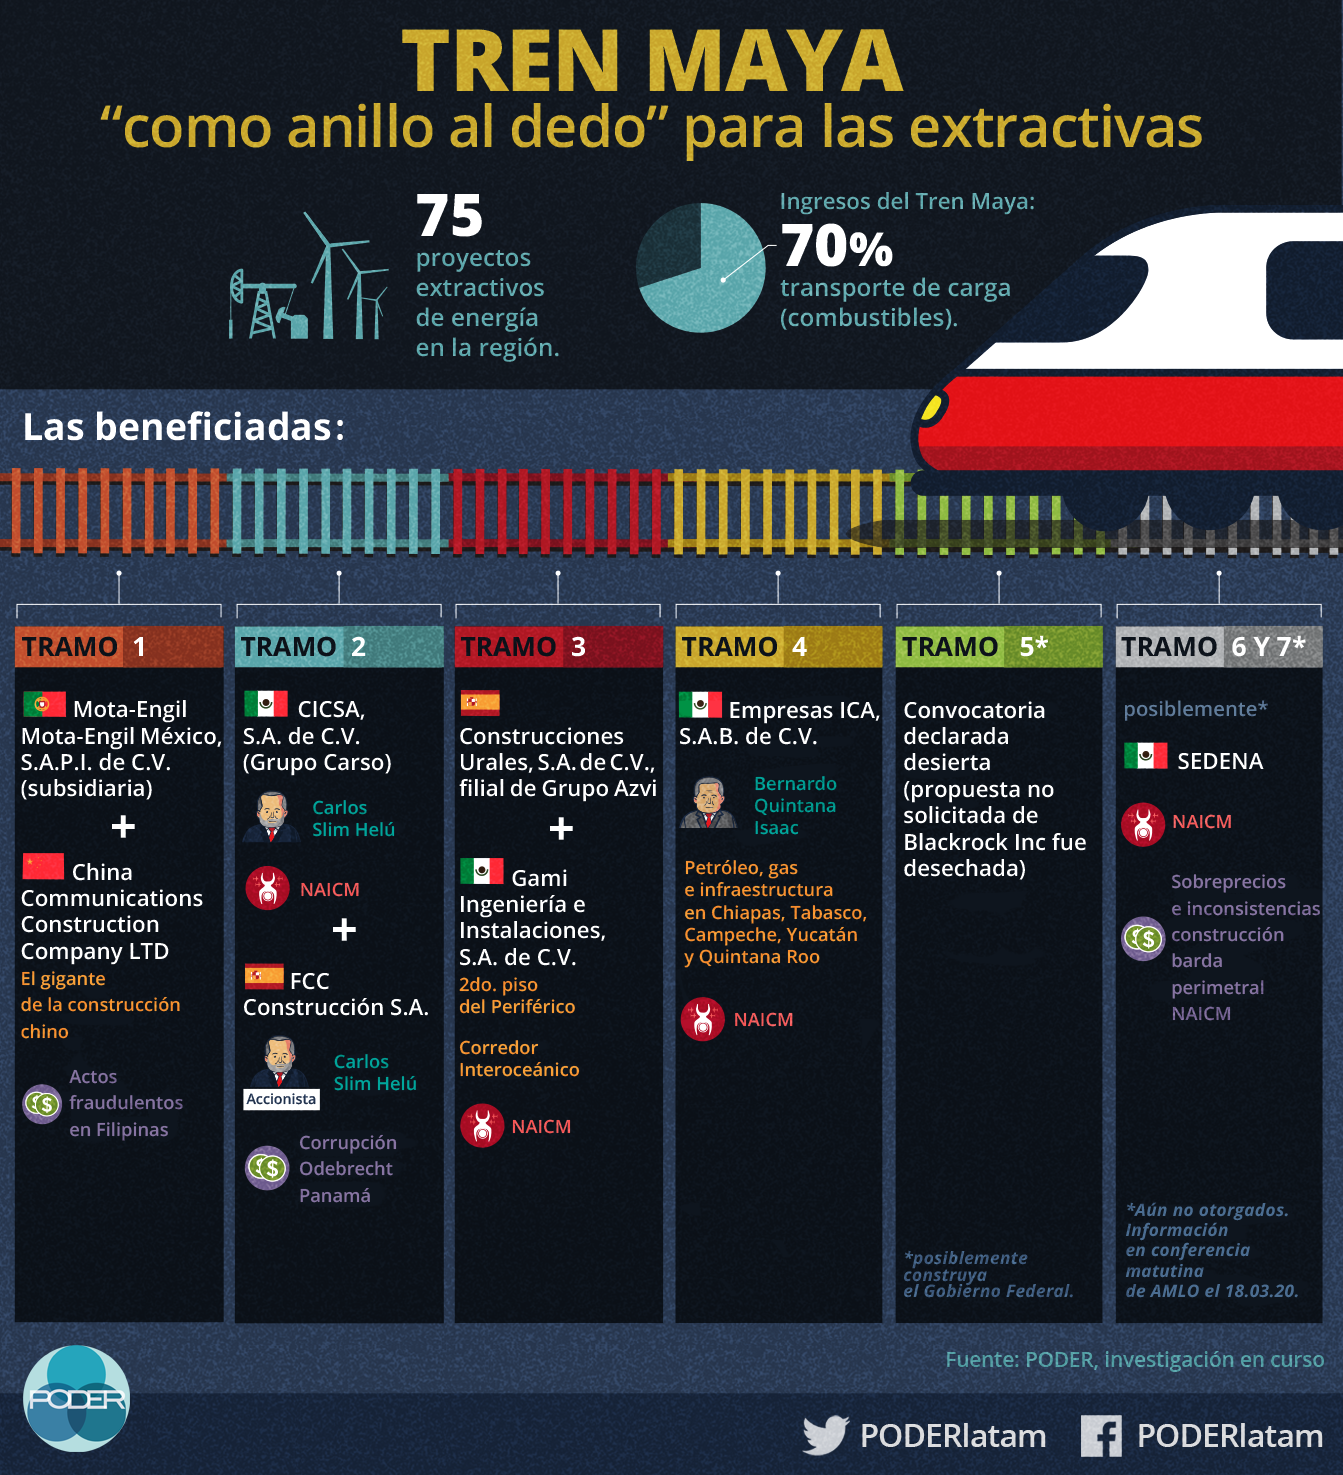 TREN MAYA
“como anillo al dedo” para las extractivas
75
proyectos
extractivos
de energía
en la región.
Ingresos del Tren Maya:
70%
transporte de carga
(combustibles).
Las beneficiadas:
TRAMO 1
Mota-Engil
Mota-Engil México,
S.A.P.I. de C.V.
(subsidiaria)
+
China
Communications
Construction
Company LTD
El gigante
de la construcción
chino
Actos
fraudulentos
en Filipinas
TRAMO 2
CICSA,
S.A. de C.V.
(Grupo Carso)
Carlos
Slim Helú
NAICM
+
FCC
Construcción S.A.
Carlos
Slim Helú
Accionista
Corrupción
Odebrecht
Panamá
TRAMO 3
Construcciones
Urales, S.A. de C.V.,
filial de Grupo Azvi
+
Gami
Ingeniería e
Instalaciones,
S.A. de C.V.
2do. piso
del Periférico
Corredor
Interoceánico
NAICM
TRAMO 4
Empresas ICA,
S.A.B. de C.V.
Bernardo
Quintana
Isaac
Petróleo, gas
e infraestructura
en Chiapas, Tabasco,
Campeche, Yucatán
y Quintana Roo
NAICM
TRAMO 5*
Convocatoria
declarada
desierta
(propuesta no
solicitada de
Blackrock Inc fue
desechada)
*posiblemente
construya
el Gobierno Federal.
TRAMO 6 Y 7*
posiblemente*
SEDENA
NAICM
Sobreprecios
e inconsistencias
construcción
barda
perimetral
NAICM
*Aún no otorgados.
Información
en conferencia
matutina
de AMLO el 18.03.20.
Fuente: PODER, investigación en curso
PODER
PODERlatam
PODERlatam